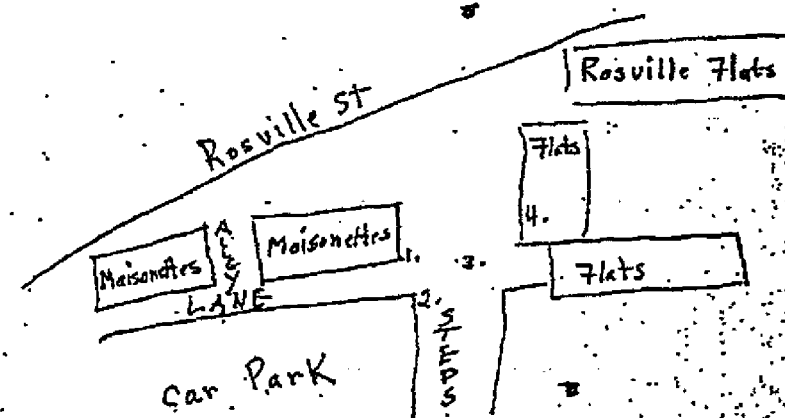 Rosville Flats
Rosville St
Flats
4.
ALLEY
Maisonettes
Maisonettes
1.
3.
Flats
LANE
2.
STEPS
Car Park